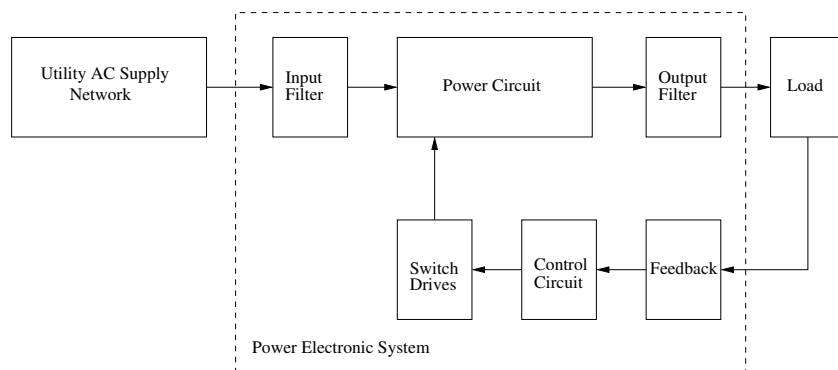 Utility AC Supply
Network
Input
Filter
Power Circuit
Output
Filter
Load
Switch
Drives
Control
Circuit
Feedback
Power Electronic System